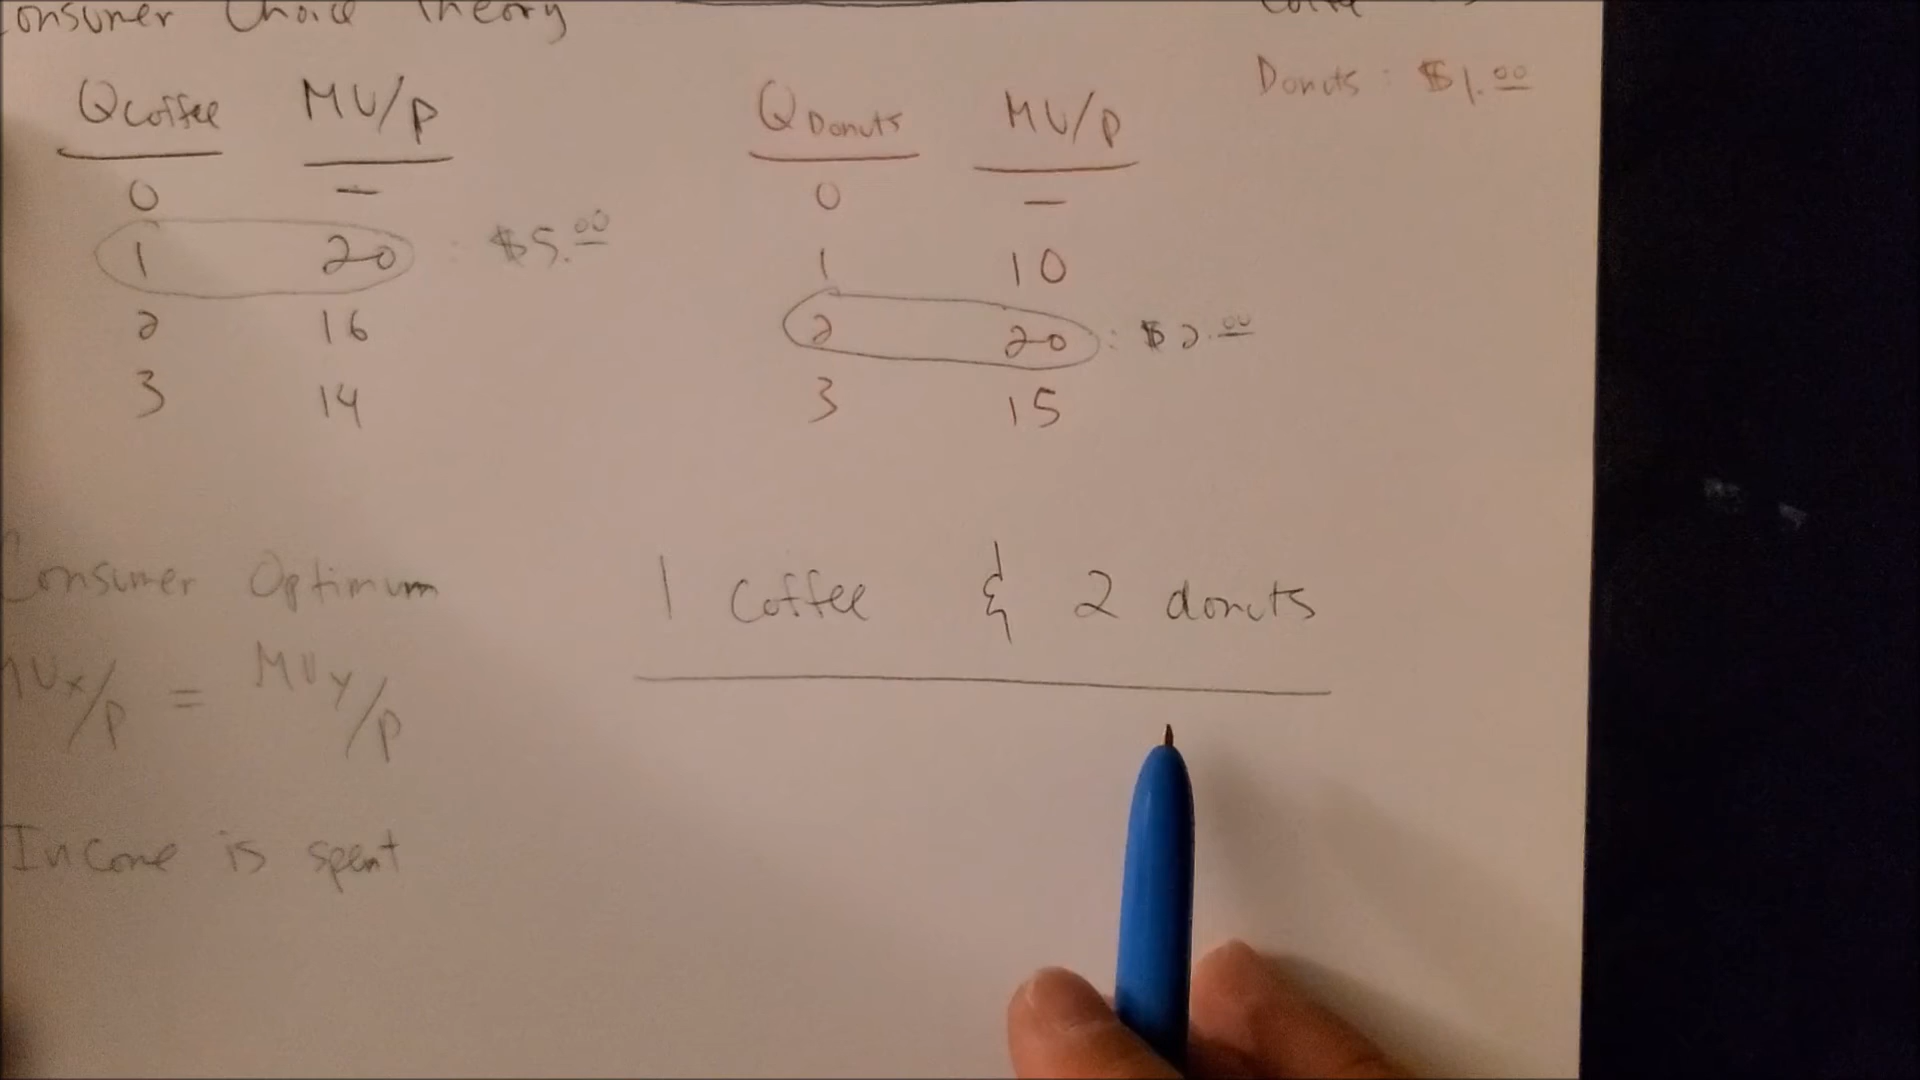 Consumer Choice Theory
Donuts : $1.00
QCoffee MU/P
0 —
1 20 : $5.00
2 16
3 14
QDonuts MU/P
0 —
1 10
2 20 : $2.00
3 15
Consumer Optimum
MUx/P = MUy/P
Income is spent
1 Coffee & 2 donuts